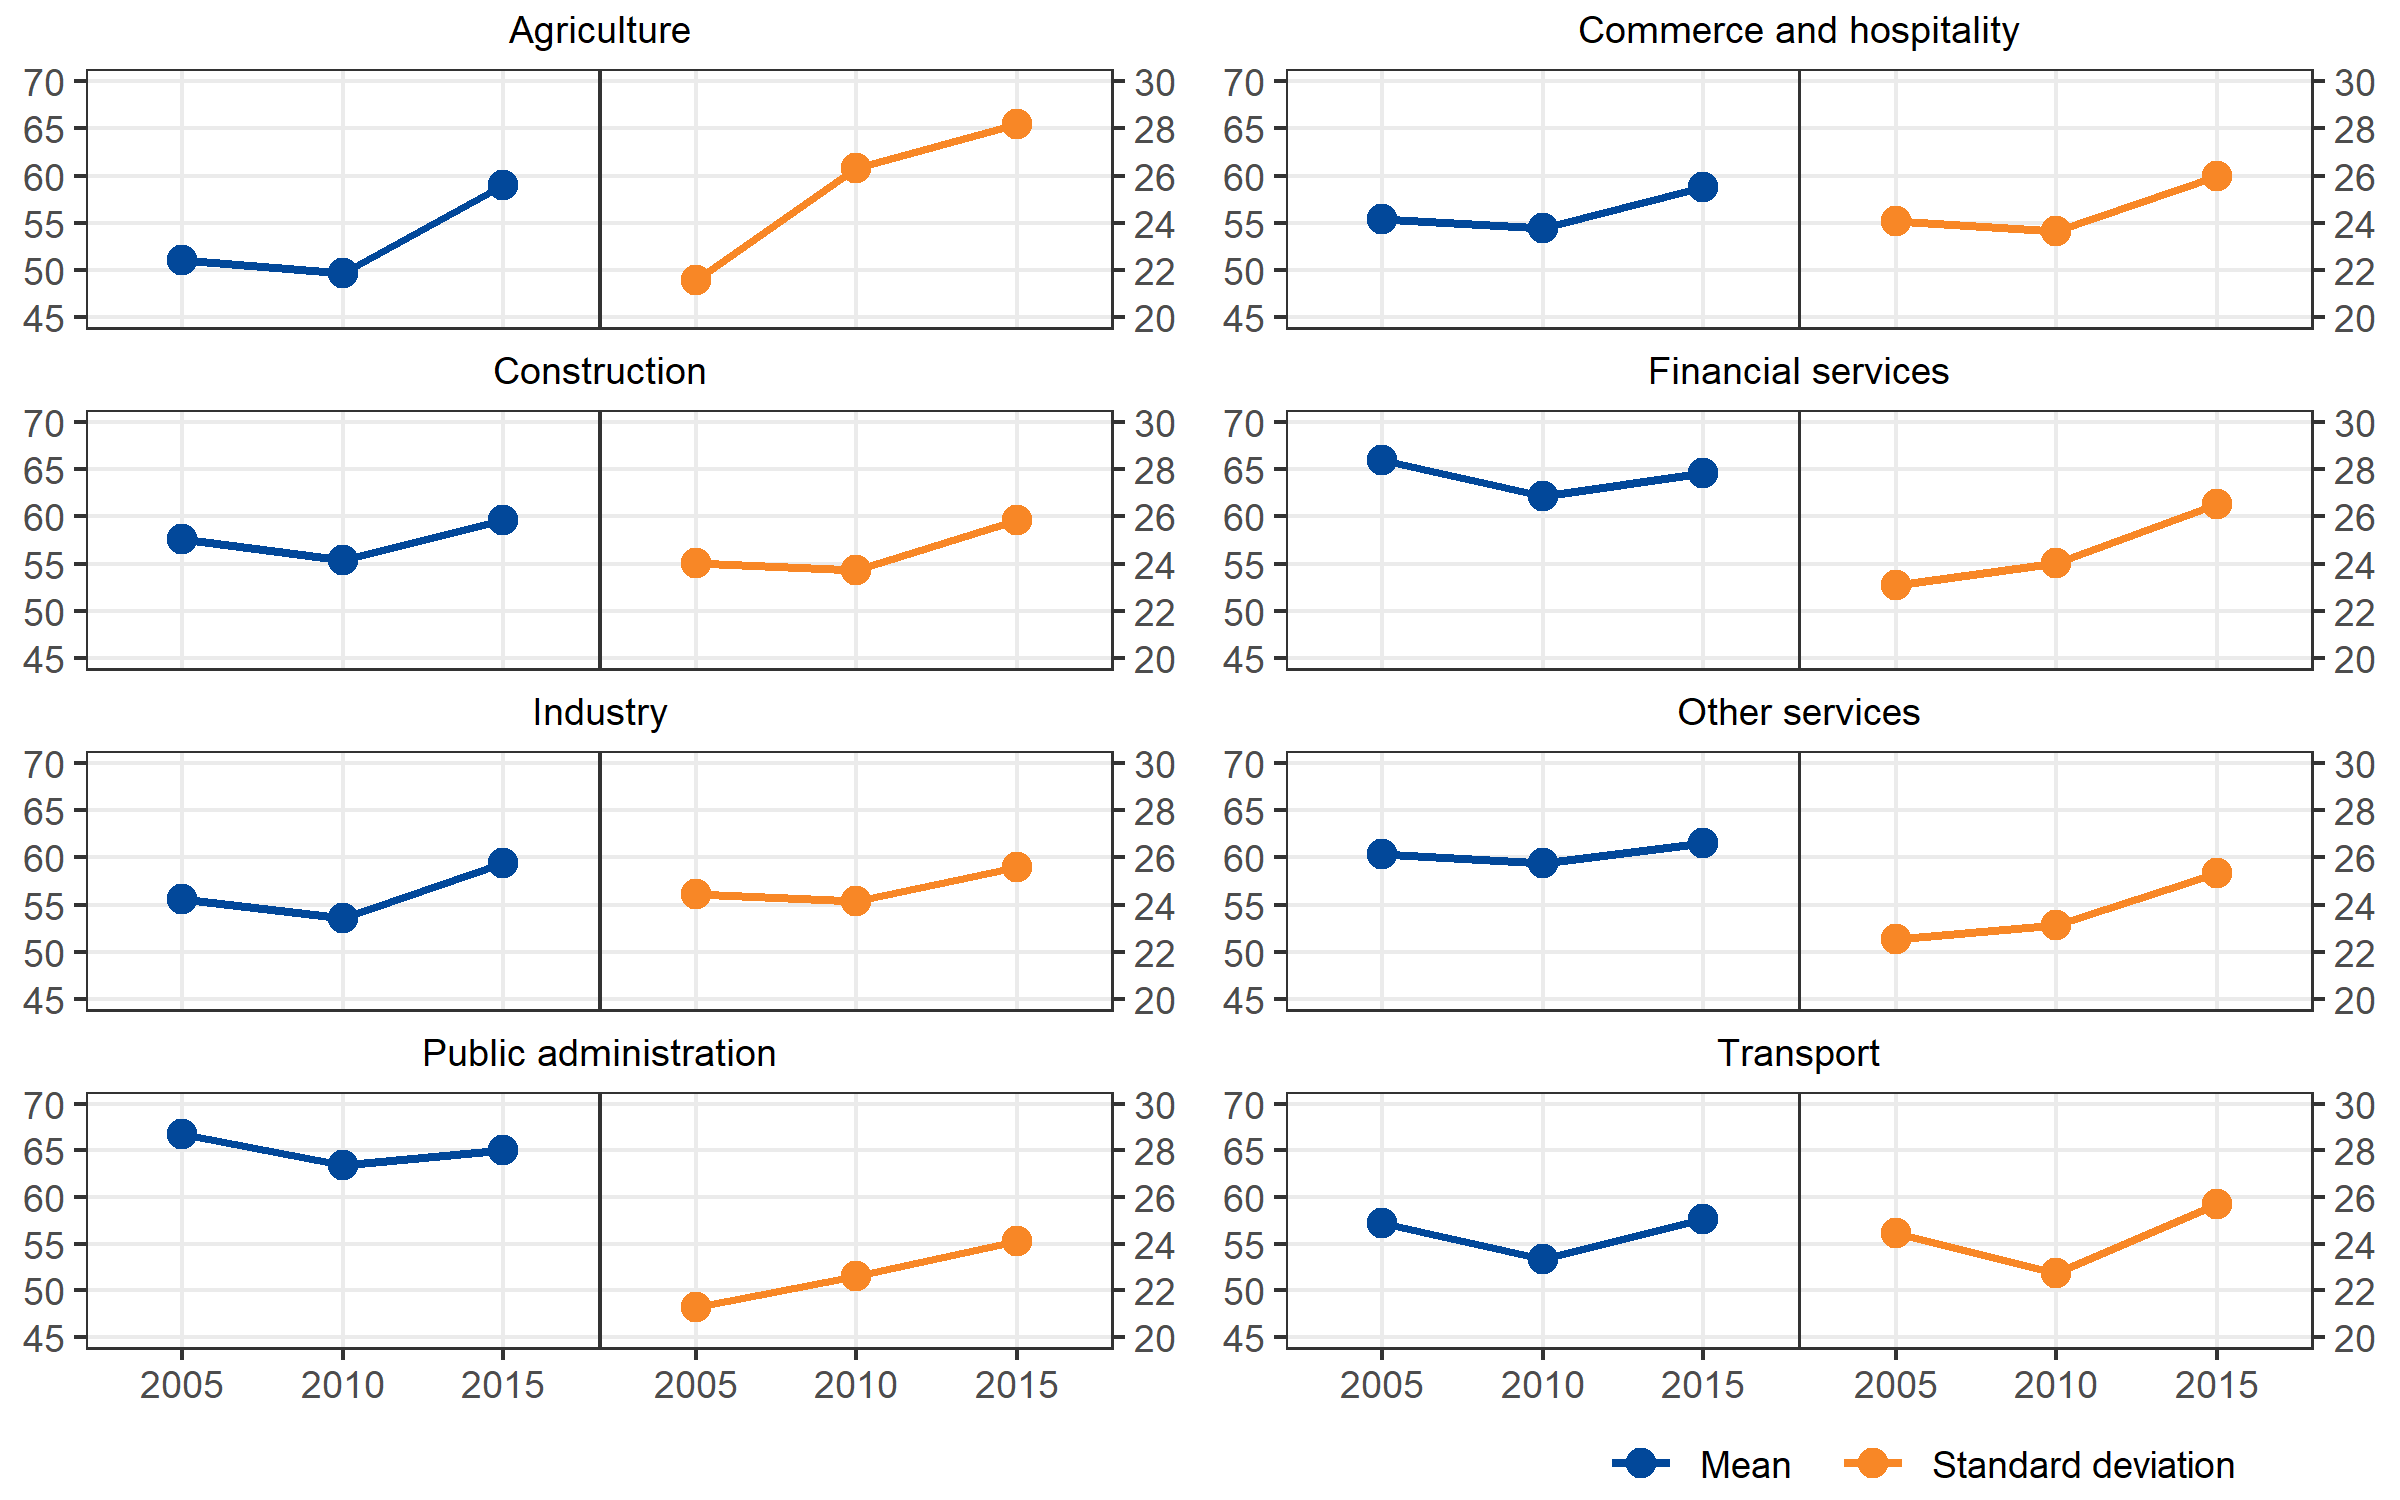 Agriculture
Commerce and hospitality
70 30 70 30
65 28 65 28
60 26 60 26
55 24 55 24
50 22 50 22
45 20 45 20
Construction
Financial services
70 30 70 30
65 28 65 28
60 26 60 26
55 24 55 24
50 22 50 22
45 20 45 20
Industry
Other services
70 30 70 30
65 28 65 28
60 26 60 26
55 24 55 24
50 22 50 22
45 20 45 20
Public administration
Transport
70 30 70 30
65 28 65 28
60 26 60 26
55 24 55 24
50 22 50 22
45 20 45 20
2005 2010 2015 2005 2010 2015 2005 2010 2015 2005 2010 2015
Mean Standard deviation